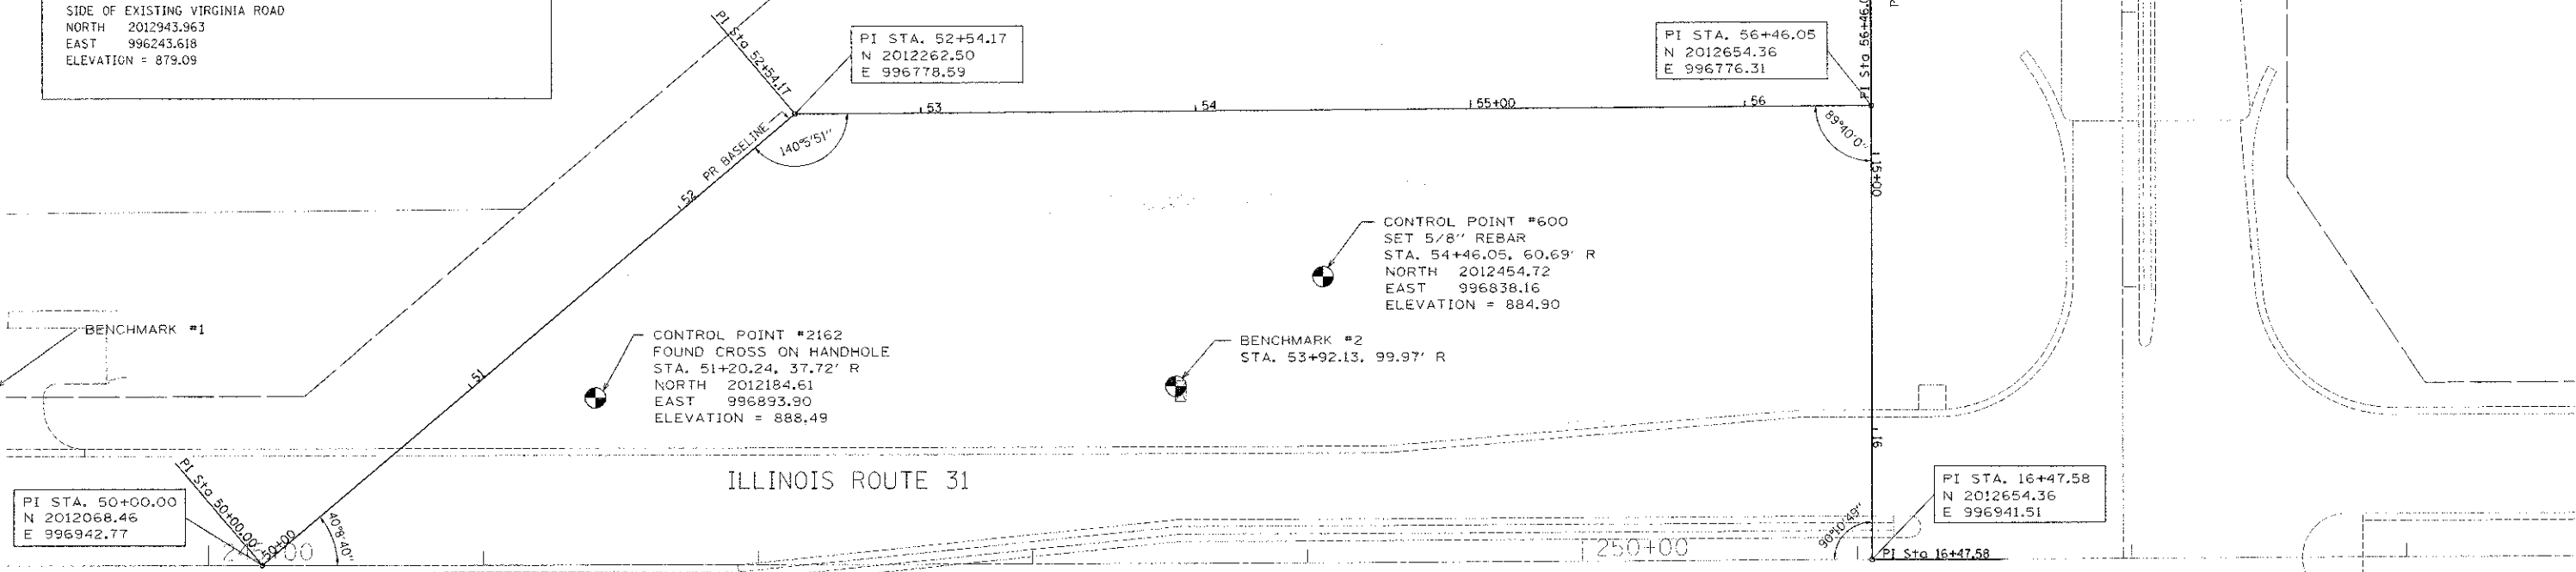 SIDE OF EXISTING VIRGINIA ROAD
NORTH 2012943.963
EAST 996243.618
ELEVATION = 879.09
PI Sta 52+54.17
PI STA. 52+54.17
N 2012262.50
E 996778.59
PI STA. 56+46.05
N 2012654.36
E 996776.31
PI Sta 56+46.0
53
54
55+00
56
PR BASELINE
140°5'51"
89°40'0"
15+00
52
CONTROL POINT #600
SET 5/8" REBAR
STA. 54+46.05, 60.69' R
NORTH 2012454.72
EAST 996838.16
ELEVATION = 884.90
BENCHMARK #1
CONTROL POINT #2162
FOUND CROSS ON HANDHOLE
STA. 51+20.24, 37.72' R
NORTH 2012184.61
EAST 996893.90
ELEVATION = 888.49
BENCHMARK #2
STA. 53+92.13, 99.97' R
51
16
ILLINOIS ROUTE 31
PI Sta 50+00.00
PI STA. 50+00.00
N 2012068.46
E 996942.77
50+00
40°8'40"
PI STA. 16+47.58
N 2012654.36
E 996941.51
90°10'49"
250+00
PI Sta 16+47.58